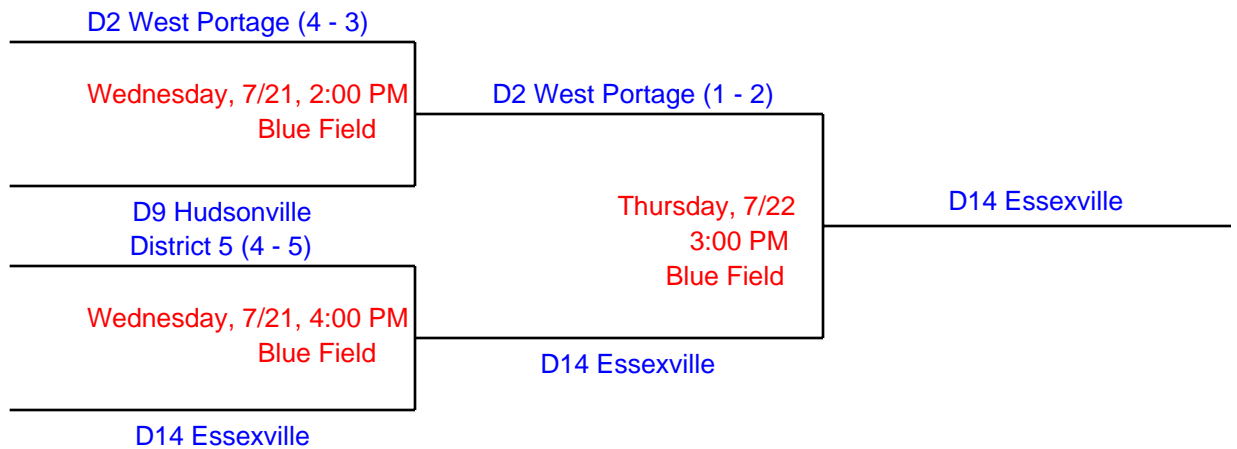 D2 West Portage (4 - 3)
Wednesday, 7/21, 2:00 PM
Blue Field
D9 Hudsonville
District 5 (4 - 5)
Wednesday, 7/21, 4:00 PM
Blue Field
D14 Essexville
D2 West Portage (1 - 2)
Thursday, 7/22
3:00 PM
Blue Field
D14 Essexville
D14 Essexville